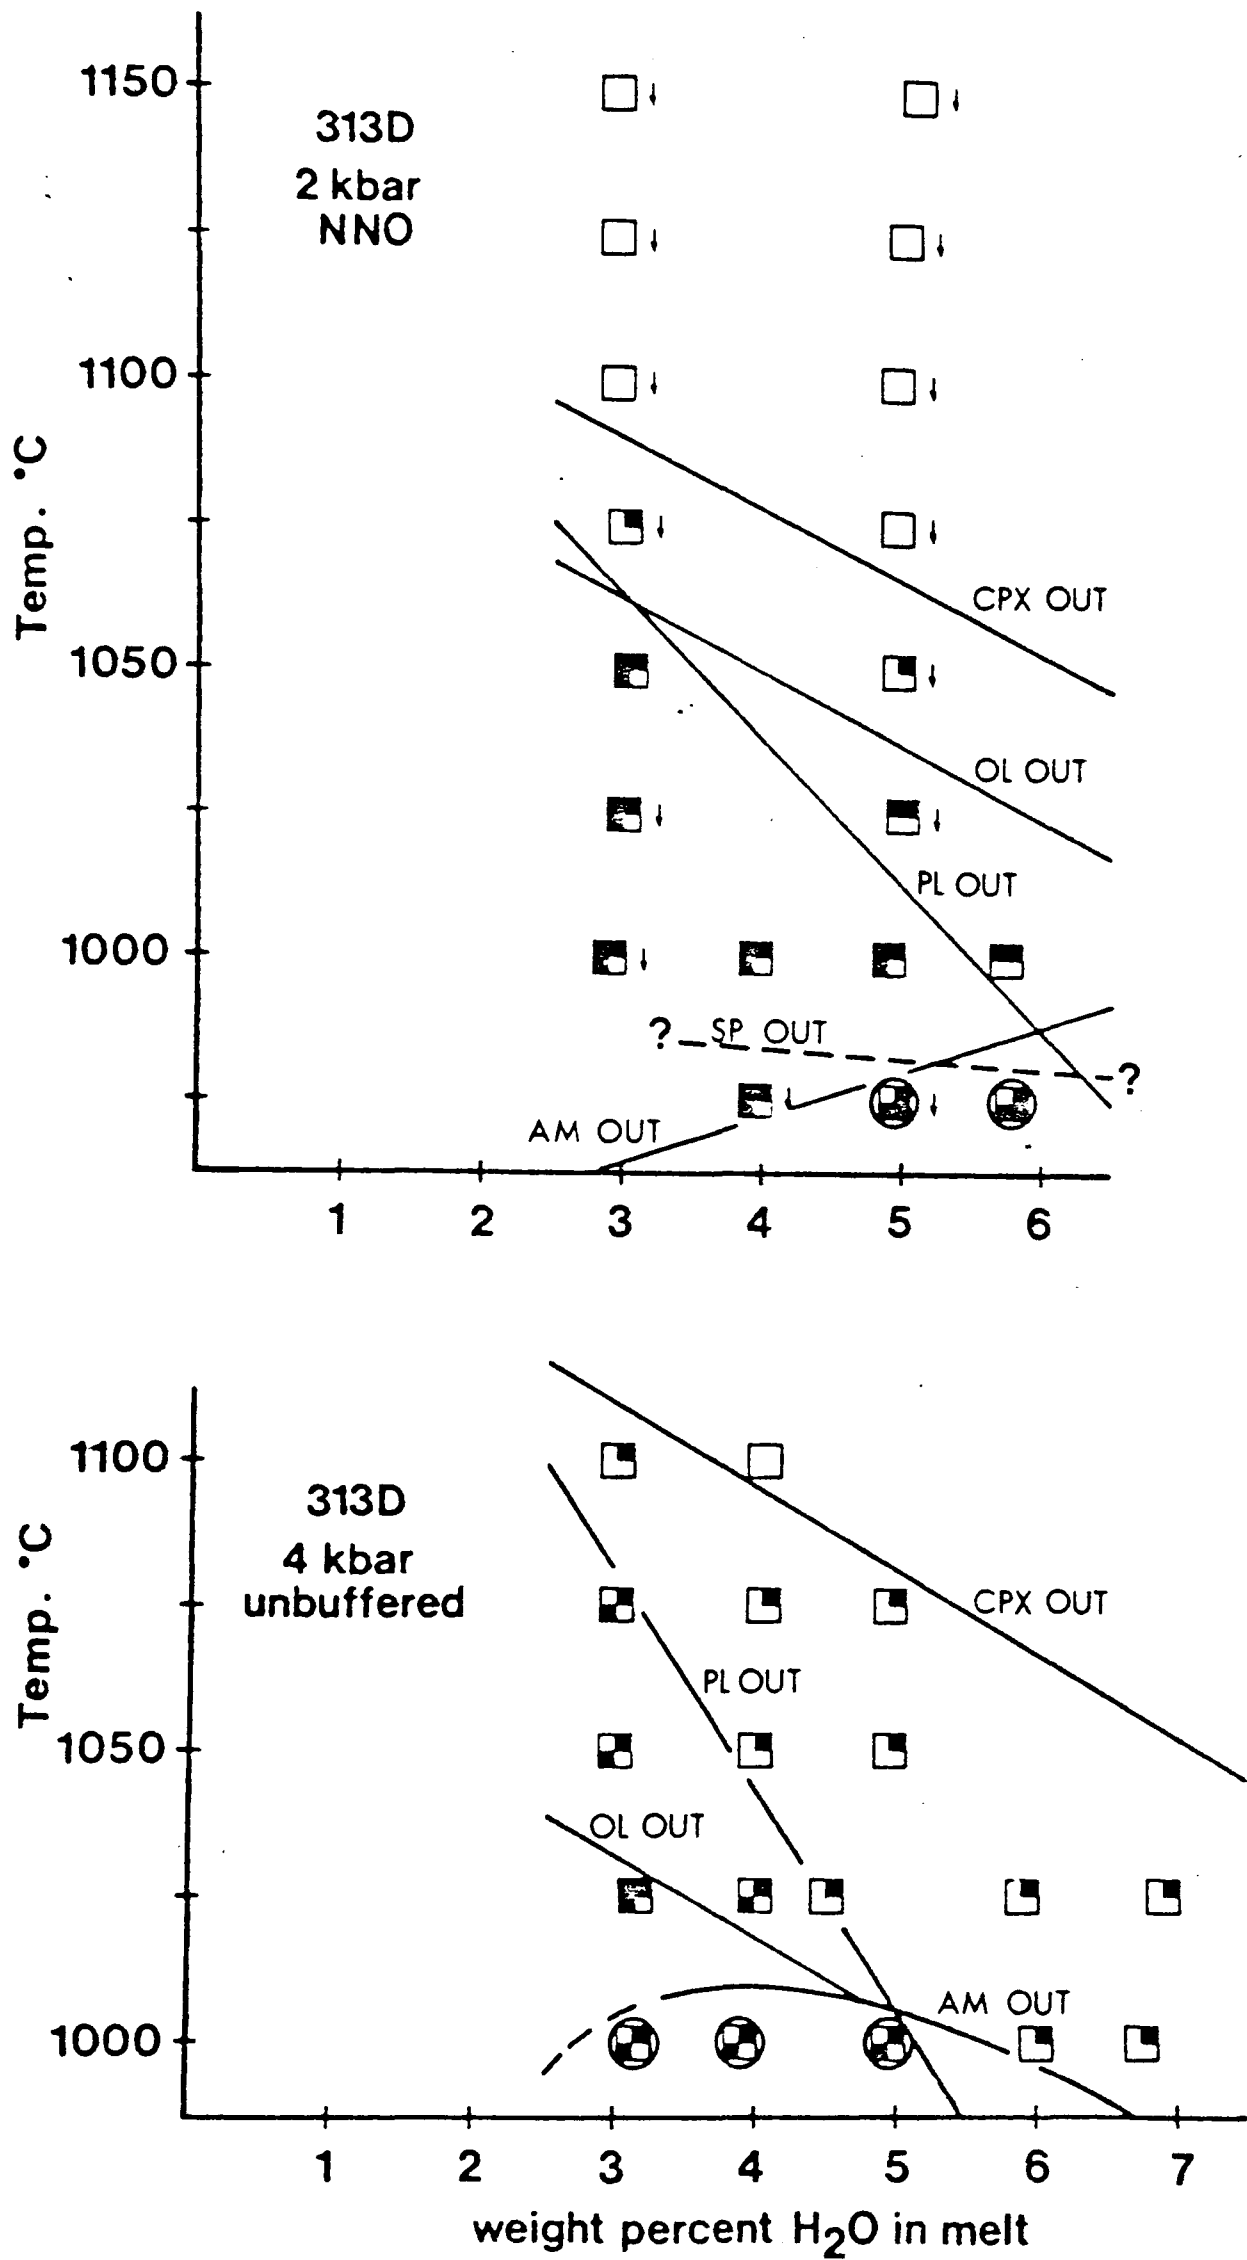 1150
313D
2 kbar
NNO
1100
Temp. °C
CPX OUT
1050
OL OUT
PL OUT
1000
? SP OUT
?
AM OUT
1 2 3 4 5 6
1100
313D
4 kbar
unbuffered
CPX OUT
Temp. °C
PL OUT
1050
OL OUT
AM OUT
1000
1 2 3 4 5 6 7
weight percent H₂O in melt